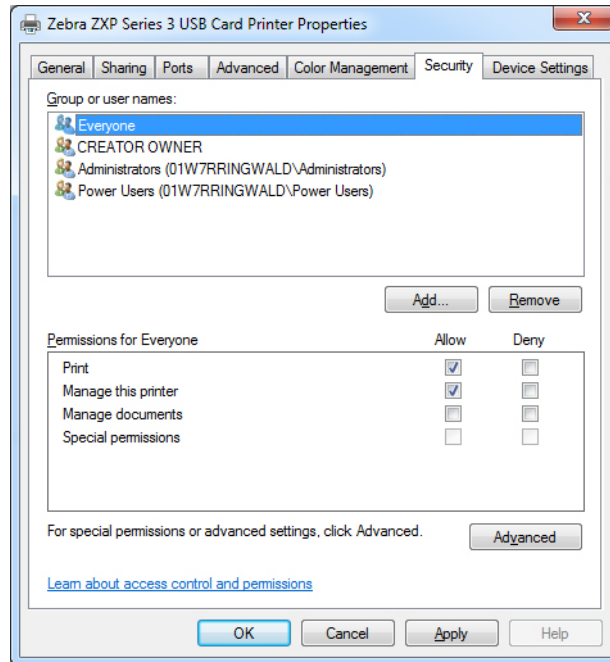 Zebra ZXP Series 3 USB Card Printer Properties
General Sharing Ports Advanced Color Management Security Device Settings
Group or user names:
Everyone
CREATOR OWNER
Administrators (01W7RRINGWALD\Administrators)
Power Users (01W7RRINGWALD\Power Users)
Add... Remove
Permissions for Everyone Allow Deny
Print
Manage this printer
Manage documents
Special permissions
For special permissions or advanced settings, click Advanced. Advanced
Learn about access control and permissions
OK Cancel Apply Help